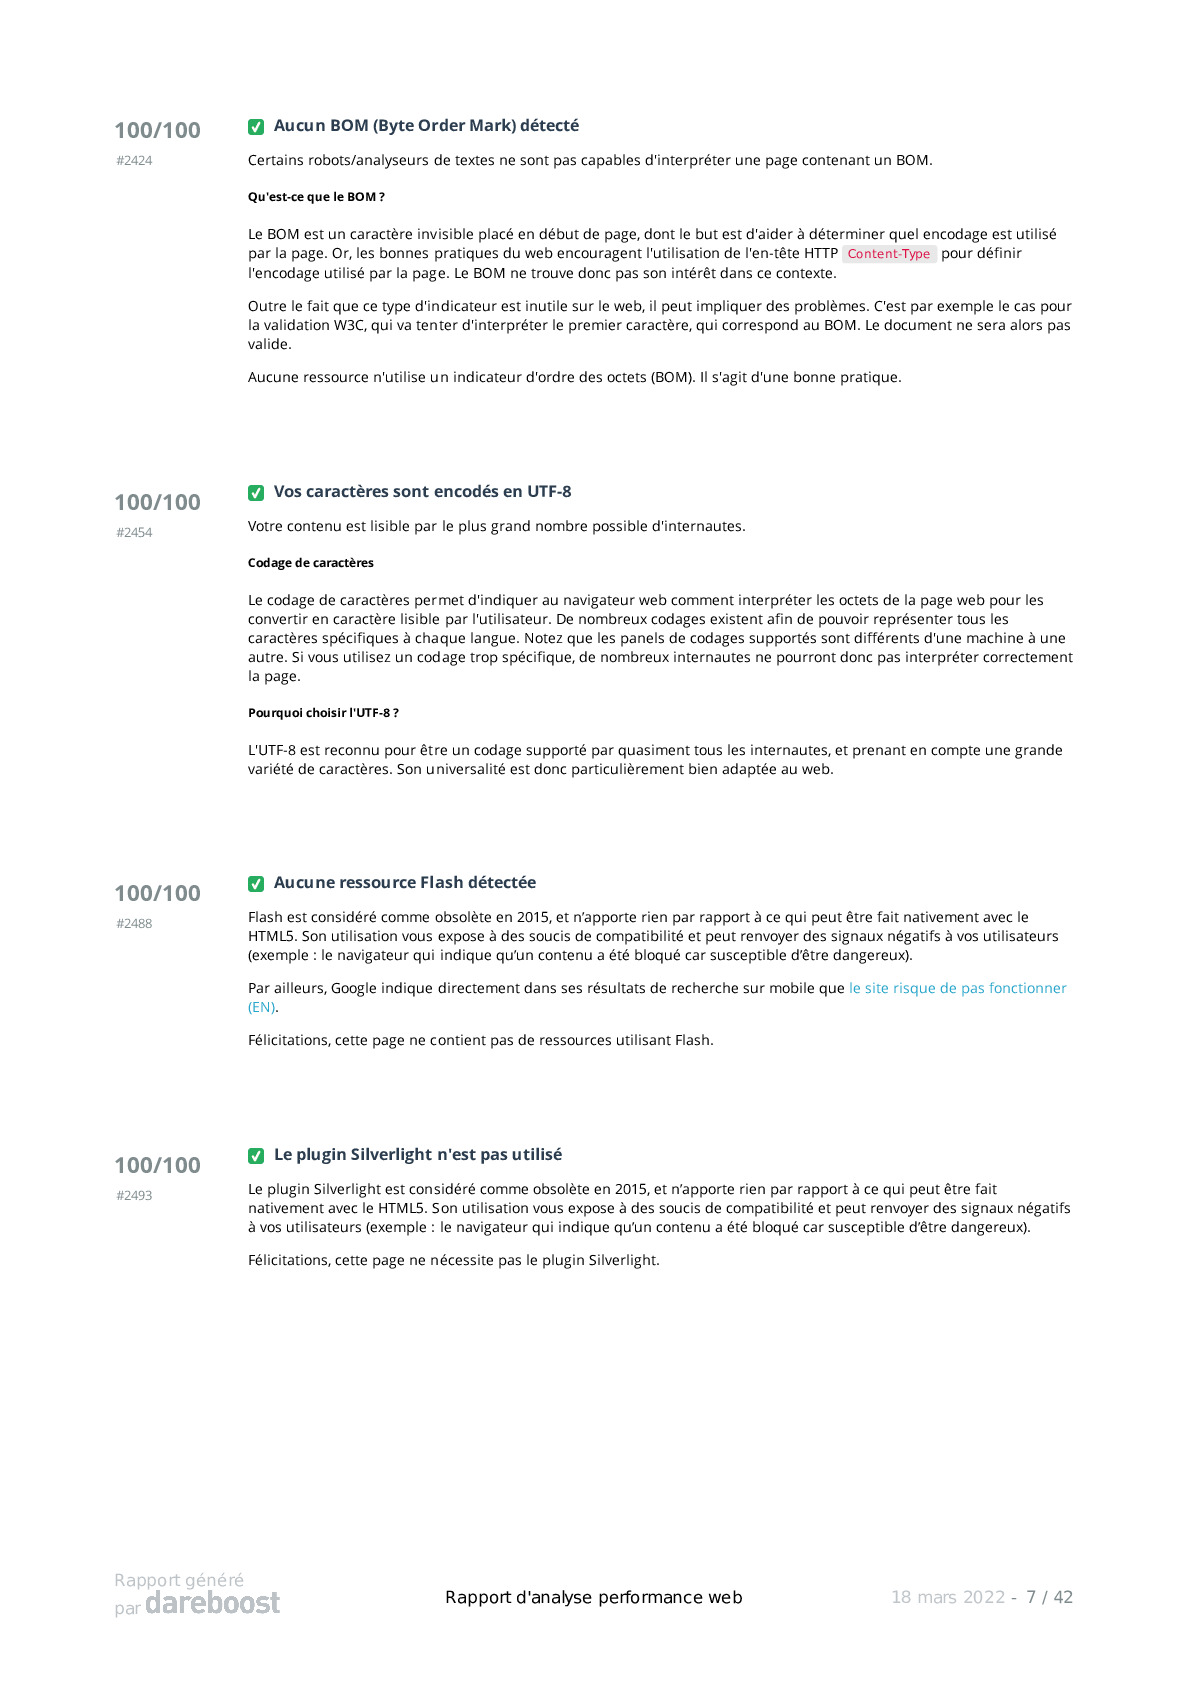 100/100
#2424
Aucun BOM (Byte Order Mark) détecté
Certains robots/analyseurs de textes ne sont pas capables d'interpréter une page contenant un BOM.
Qu'est-ce que le BOM ?
Le BOM est un caractère invisible placé en début de page, dont le but est d'aider à déterminer quel encodage est utilisé
par la page. Or, les bonnes pratiques du web encouragent l'utilisation de l'en-tête HTTP Content-Type pour définir
l'encodage utilisé par la page. Le BOM ne trouve donc pas son intérêt dans ce contexte.
Outre le fait que ce type d'indicateur est inutile sur le web, il peut impliquer des problèmes. C'est par exemple le cas pour
la validation W3C, qui va tenter d'interpréter le premier caractère, qui correspond au BOM. Le document ne sera alors pas
valide.
Aucune ressource n'utilise un indicateur d'ordre des octets (BOM). Il s'agit d'une bonne pratique.
100/100
#2454
Vos caractères sont encodés en UTF-8
Votre contenu est lisible par le plus grand nombre possible d'internautes.
Codage de caractères
Le codage de caractères permet d'indiquer au navigateur web comment interpréter les octets de la page web pour les
convertir en caractère lisible par l'utilisateur. De nombreux codages existent afin de pouvoir représenter tous les
caractères spécifiques à chaque langue. Notez que les panels de codages supportés sont différents d'une machine à une
autre. Si vous utilisez un codage trop spécifique, de nombreux internautes ne pourront donc pas interpréter correctement
la page.
Pourquoi choisir l'UTF-8 ?
L'UTF-8 est reconnu pour être un codage supporté par quasiment tous les internautes, et prenant en compte une grande
variété de caractères. Son universalité est donc particulièrement bien adaptée au web.
100/100
#2488
Aucune ressource Flash détectée
Flash est considéré comme obsolète en 2015, et n’apporte rien par rapport à ce qui peut être fait nativement avec le
HTML5. Son utilisation vous expose à des soucis de compatibilité et peut renvoyer des signaux négatifs à vos utilisateurs
(exemple : le navigateur qui indique qu’un contenu a été bloqué car susceptible d’être dangereux).
Par ailleurs, Google indique directement dans ses résultats de recherche sur mobile que le site risque de pas fonctionner
(EN).
Félicitations, cette page ne contient pas de ressources utilisant Flash.
100/100
#2493
Le plugin Silverlight n'est pas utilisé
Le plugin Silverlight est considéré comme obsolète en 2015, et n’apporte rien par rapport à ce qui peut être fait
nativement avec le HTML5. Son utilisation vous expose à des soucis de compatibilité et peut renvoyer des signaux négatifs
à vos utilisateurs (exemple : le navigateur qui indique qu’un contenu a été bloqué car susceptible d’être dangereux).
Félicitations, cette page ne nécessite pas le plugin Silverlight.
Rapport généré
par dareboost
Rapport d'analyse performance web
18 mars 2022 - 7 / 42